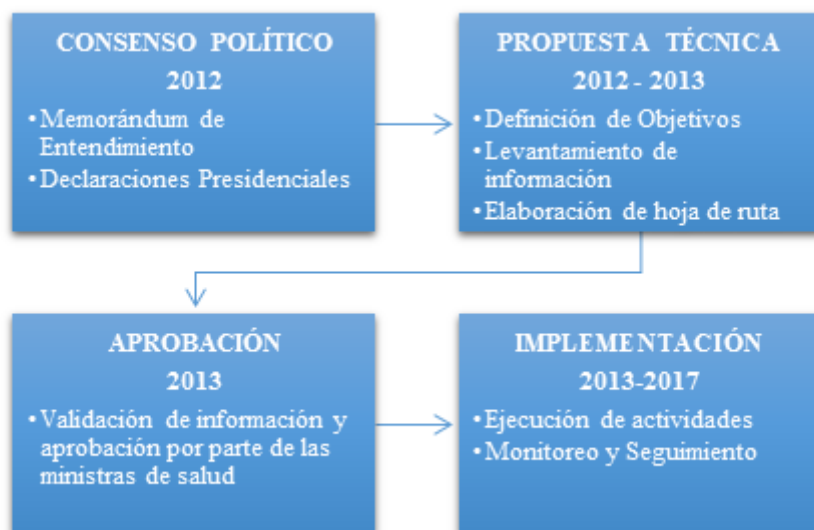 CONSENSO POLÍTICO
2012
• Memorándum de
Entendimiento
• Declaraciones Presidenciales
PROPUESTA TÉCNICA
2012 - 2013
• Definición de Objetivos
• Levantamiento de
información
• Elaboración de hoja de ruta
APROBACIÓN
2013
• Validación de información y
aprobación por parte de las
ministras de salud
IMPLEMENTACIÓN
2013-2017
• Ejecución de actividades
• Monitoreo y Seguimiento